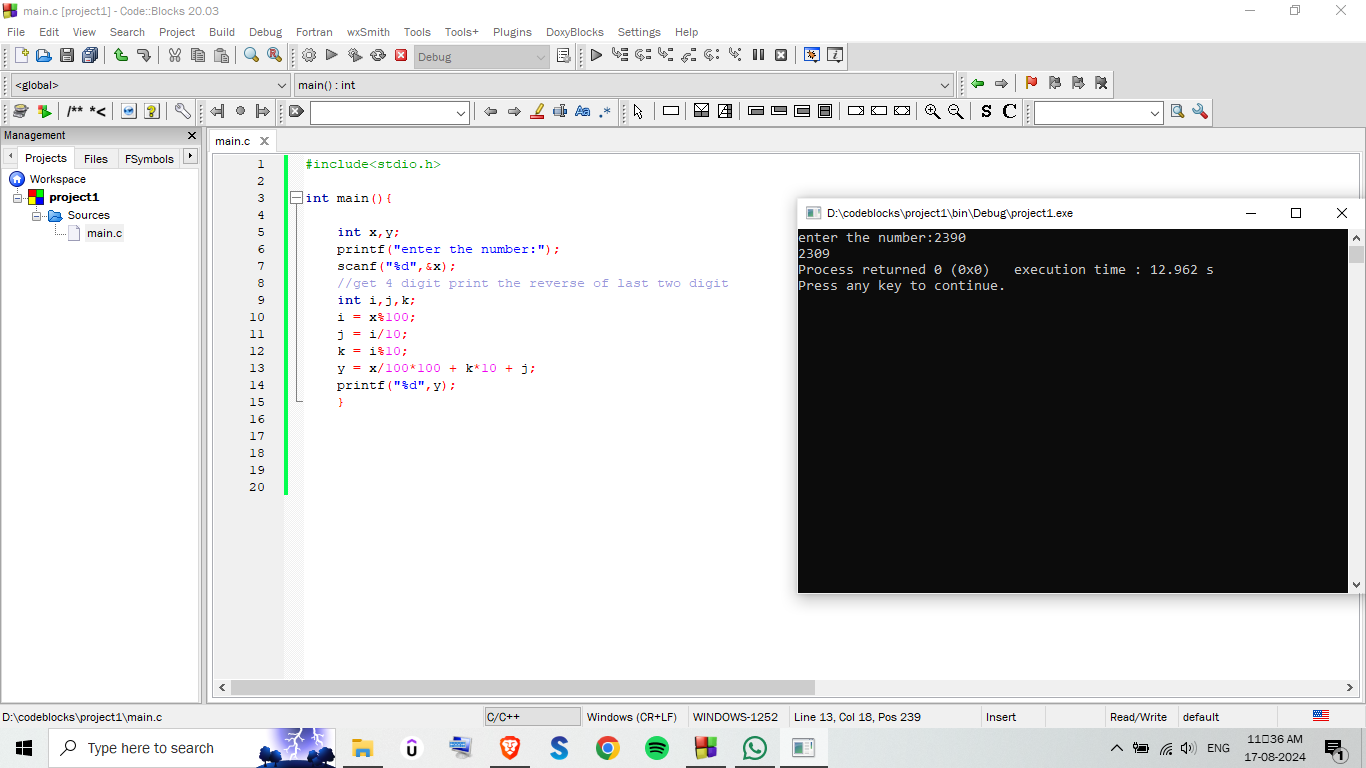 main.c [project1] - Code::Blocks 20.03
File Edit View Search Project Build Debug Fortran wxSmith Tools Tools+ Plugins DoxyBlocks Settings Help
Debug
<global> main() : int
/** *< Aa .* S C
Management
main.c
Projects Files FSymbols
Workspace
project1
Sources
main.c
1 #include<stdio.h>
2
3 int main(){
4
5 int x,y;
6 printf("enter the number:");
7 scanf("%d",&x);
8 //get 4 digit print the reverse of last two digit
9 int i,j,k;
10 i = x%100;
11 j = i/10;
12 k = i%10;
13 y = x/100*100 + k*10 + j;
14 printf("%d",y);
15 }
16
17
18
19
20
D:\codeblocks\project1\bin\Debug\project1.exe
enter the number:2390
2309
Process returned 0 (0x0) execution time : 12.962 s
Press any key to continue.
D:\codeblocks\project1\main.c C/C++ Windows (CR+LF) WINDOWS-1252 Line 13, Col 18, Pos 239 Insert Read/Write default
Type here to search
ENG
11□36 AM
17-08-2024
1